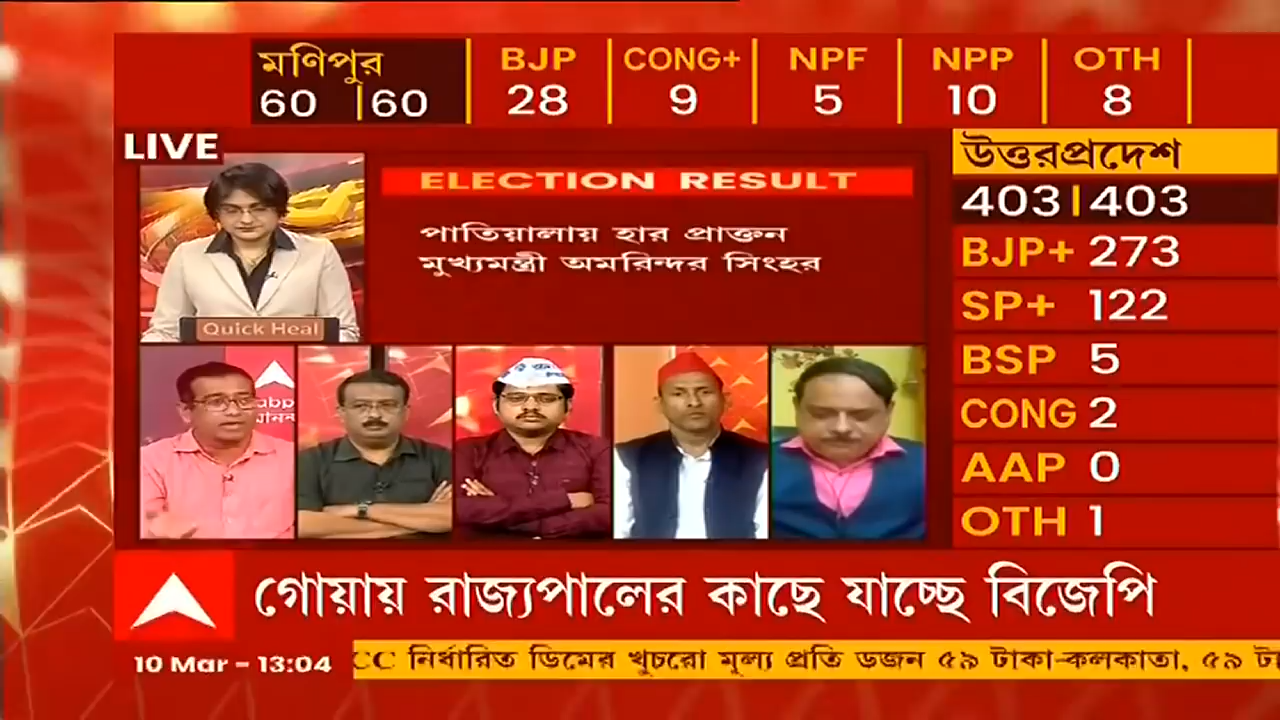 মণিপুর
60 | 60
BJP
28
CONG+
9
NPF
5
NPP
10
OTH
8
LIVE
ELECTION RESULT
পাতিয়ালায় হার প্রাক্তন
মুখ্যমন্ত্রী অমরিন্দর সিংহর
Quick Heal
abp
উত্তরপ্রদেশ
403 | 403
BJP+ 273
SP+ 122
BSP 5
CONG 2
AAP 0
OTH 1
গোয়ায় রাজ্যপালের কাছে যাচ্ছে বিজেপি
10 Mar - 13:04
নির্ধারিত ডিমের খুচরো মূল্য প্রতি ডজন ৫৯ টাকা-কলকাতা, ৫৯